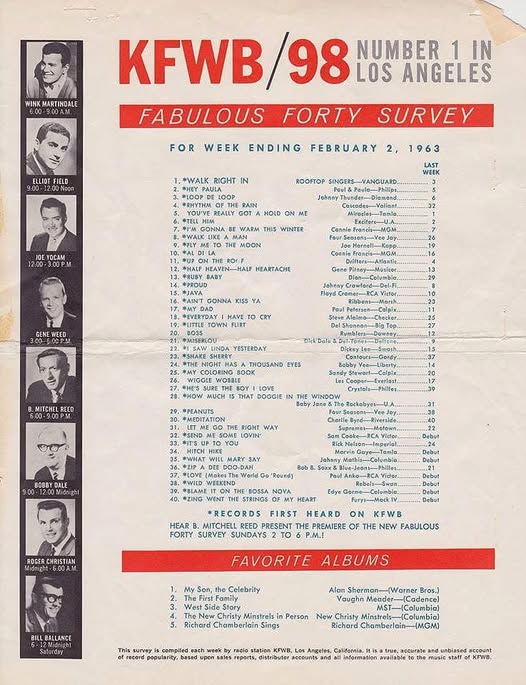 KFWB/98 NUMBER 1 IN
LOS ANGELES
FABULOUS FORTY SURVEY
FOR WEEK ENDING FEBRUARY 2, 1963
LAST
WEEK
1. *WALK RIGHT IN ROOFTOP SINGERS—VANGUARD 3
2. *HEY PAULA Paul & Paula—Philips 5
3. *LOOP DE LOOP Johnny Thunder—Diamond 6
4. *RHYTHM OF THE RAIN Cascades—Valiant 32
5. YOU'VE REALLY GOT A HOLD ON ME Miracles—Tamla 1
6. *TELL HIM Exciters—U.A. 2
7. *I'M GONNA BE WARM THIS WINTER Connie Francis—MGM 7
8. *WALK LIKE A MAN Four Seasons—Vee Jay 26
9. *FLY ME TO THE MOON Joe Harnell—Kapp 19
10. *AL DI LA Connie Francis—MGM 16
11. *UP ON THE ROOF Drifters—Atlantic 4
12. *HALF HEAVEN—HALF HEARTACHE Gene Pitney—Musicor 13
13. *RUBY BABY Dion—Columbia 29
14. *PROUD Johnny Crawford—Del-Fi 8
15. *JAVA Floyd Cramer—RCA Victor 10
16. *AIN'T GONNA KISS YA Ribbons—Marsh 23
17. *MY DAD Paul Petersen—Colpix 11
18. *EVERYDAY I HAVE TO CRY Steve Alaimo—Checker 25
19. *LITTLE TOWN FLIRT Del Shannon—Big Top 27
20. BOSS Rumblers—Downey 12
21. *MISERLOU Dick Dale & Del-Tones—Deltone 9
22. *I SAW LINDA YESTERDAY Dickey Lee—Smash 15
23. *SHAKE SHERRY Contours—Gordy 37
24. *THE NIGHT HAS A THOUSAND EYES Bobby Vee—Liberty 14
25. *MY COLORING BOOK Sandy Stewart—Colpix 20
26. WIGGLE WOBBLE Les Cooper—Everlast 17
27. *HE'S SURE THE BOY I LOVE Crystals—Philles 39
28. *HOW MUCH IS THAT DOGGIE IN THE WINDOW
Baby Jane & The Rockabyes—U.A. 31
29. *PEANUTS Four Seasons—Vee Jay 38
30. *MEDITATION Charlie Byrd—Riverside 40
31. LET ME GO THE RIGHT WAY Supremes—Motown 22
32. *SEND ME SOME LOVIN' Sam Cooke—RCA Victor Debut
33. *IT'S UP TO YOU Rick Nelson—Imperial 24
34. HITCH HIKE Marvin Gaye—Tamla Debut
35. *WHAT WILL MARY SAY Johnny Mathis—Columbia Debut
36. *ZIP A DEE DOO-DAH Bob B. Soxx & Blue-Jeans—Philles 21
37. *LOVE (Makes The World Go 'Round) Paul Anka—RCA Victor Debut
38. *WILD WEEKEND Rebels—Swan Debut
39. *BLAME IT ON THE BOSSA NOVA Eydie Gorme—Columbia Debut
40. *ZING WENT THE STRINGS OF MY HEART Furys—Mack IV Debut
*RECORDS FIRST HEARD ON KFWB
HEAR B. MITCHEL REED PRESENT THE PREMIERE OF THE NEW FABULOUS
FORTY SURVEY SUNDAYS 2 TO 6 P.M.!
FAVORITE ALBUMS
1. My Son, the Celebrity Alan Sherman—(Warner Bros.)
2. The First Family Vaughn Meader—(Cadence)
3. West Side Story MST—(Columbia)
4. The New Christy Minstrels in Person New Christy Minstrels—(Columbia)
5. Richard Chamberlain Sings Richard Chamberlain—(MGM)
This survey is compiled each week by radio station KFWB, Los Angeles, California. It is a true, accurate and unbiased account
of record popularity, based upon sales reports, distributor accounts and all information available to the music staff of KFWB.
WINK MARTINDALE
6:00 - 9:00 A.M.
ELLIOT FIELD
9:00 - 12:00 Noon
JOE YOCAM
12:00 - 3:00 P.M.
GENE WEED
3:00 - 6:00 P.M.
B. MITCHEL REED
6:00 - 9:00 P.M.
BOBBY DALE
9:00 - 12:00 Midnight
ROGER CHRISTIAN
Midnight - 6:00 A.M.
BILL BALLANCE
6 - 12 Midnight
Saturday